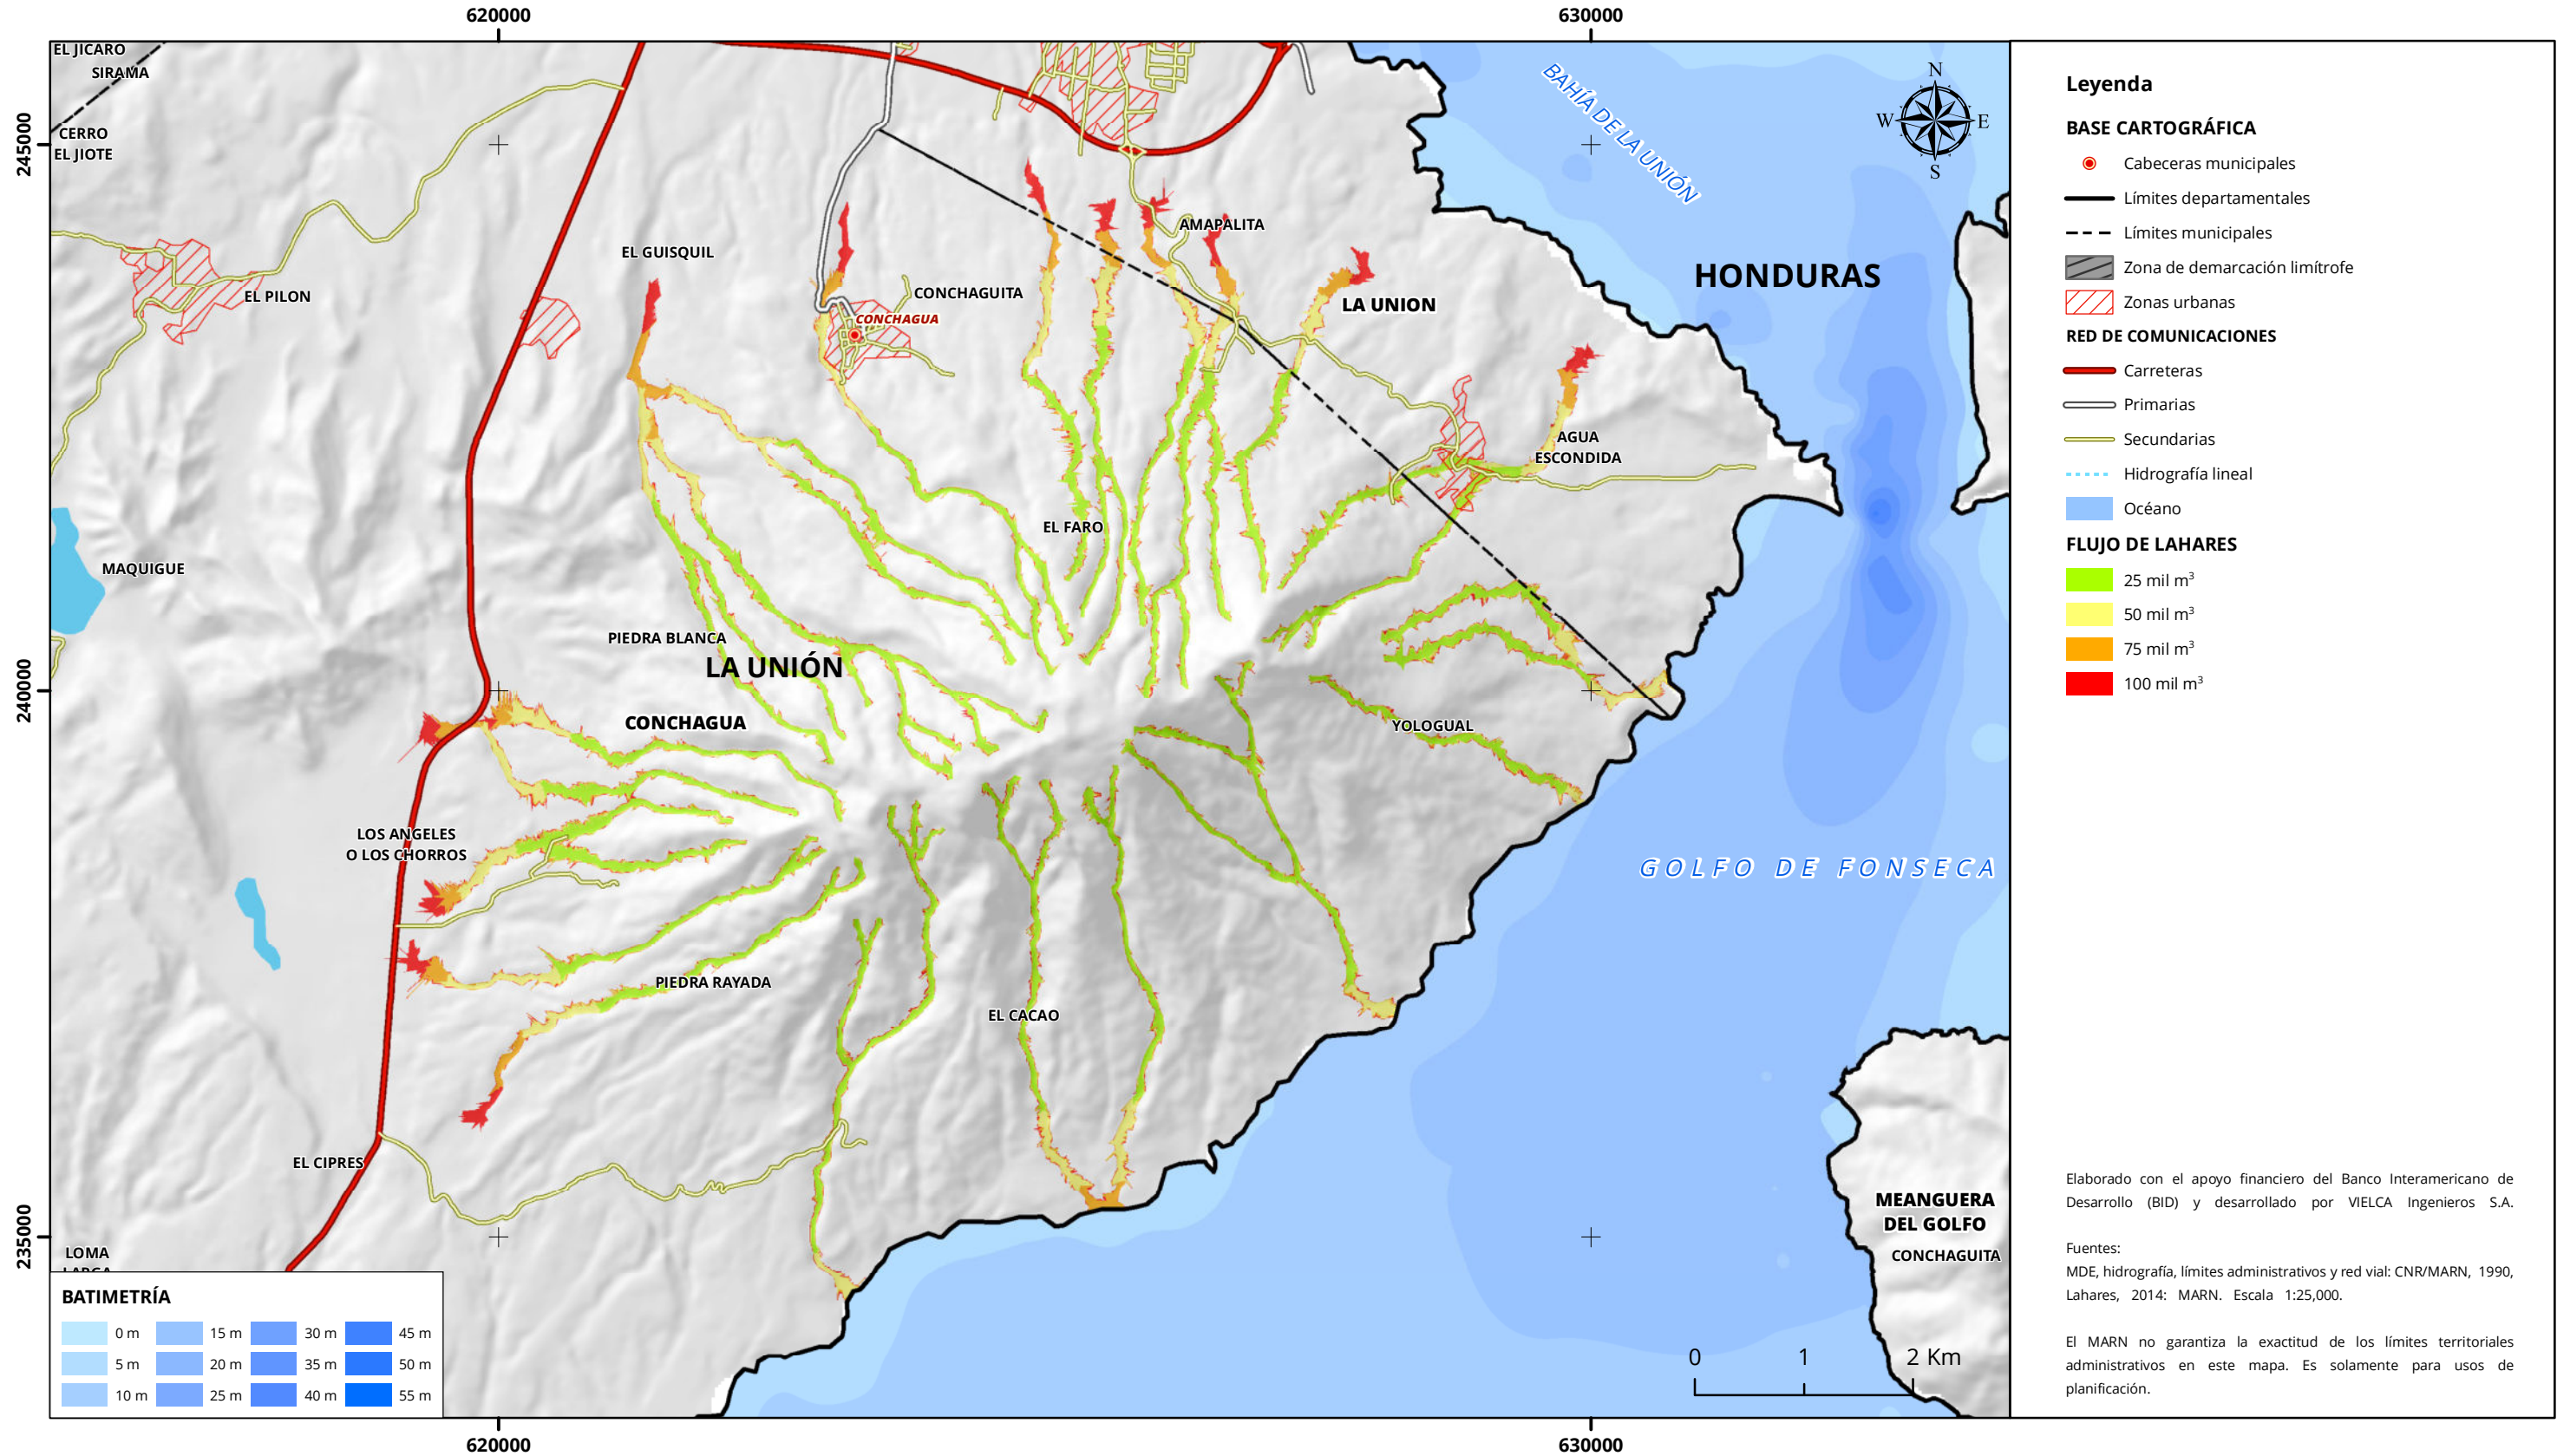 620000
630000
245000
240000
235000
EL JICARO
SIRAMA
CERRO
EL JIOTE
BAHÍA DE LA UNIÓN
N
W
E
S
AMAPALITA
EL GUISQUIL
HONDURAS
EL PILON
CONCHAGUITA
LA UNION
CONCHAGUA
AGUA
ESCONDIDA
EL FARO
MAQUIGUE
PIEDRA BLANCA
LA UNIÓN
CONCHAGUA
YOLOGUAL
LOS ANGELES
O LOS CHORROS
GOLFO DE FONSECA
PIEDRA RAYADA
EL CACAO
EL CIPRES
MEANGUERA
DEL GOLFO
CONCHAGUITA
LOMA
LARGA
BATIMETRÍA
0 m
15 m
30 m
45 m
5 m
20 m
35 m
50 m
10 m
25 m
40 m
55 m
0
1
2 Km
620000
630000
Leyenda
BASE CARTOGRÁFICA
Cabeceras municipales
Límites departamentales
Límites municipales
Zona de demarcación limítrofe
Zonas urbanas
RED DE COMUNICACIONES
Carreteras
Primarias
Secundarias
Hidrografía lineal
Océano
FLUJO DE LAHARES
25 mil m³
50 mil m³
75 mil m³
100 mil m³
Elaborado con el apoyo financiero del Banco Interamericano de
Desarrollo (BID) y desarrollado por VIELCA Ingenieros S.A.
Fuentes:
MDE, hidrografía, límites administrativos y red vial: CNR/MARN, 1990,
Lahares, 2014: MARN. Escala 1:25,000.
El MARN no garantiza la exactitud de los límites territoriales
administrativos en este mapa. Es solamente para usos de
planificación.